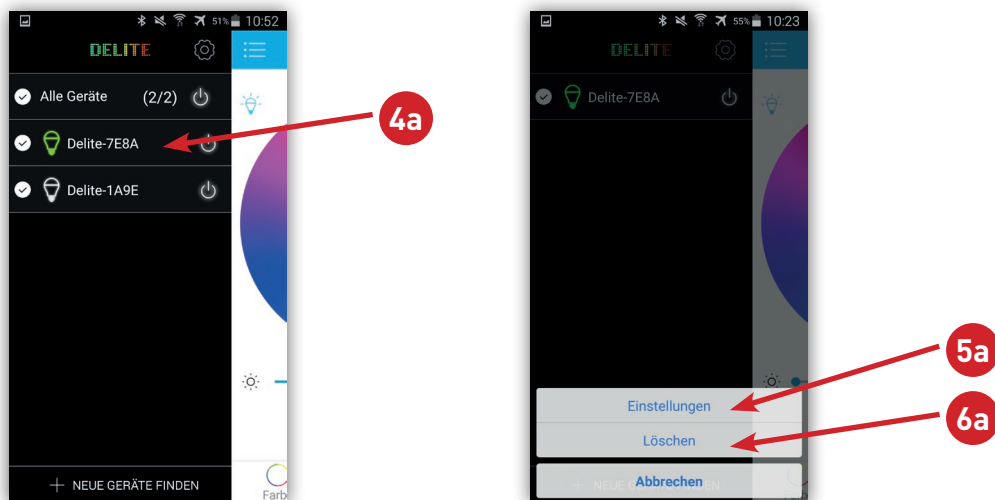 51% 10:52
DELITE
Alle Geräte (2/2)
Delite-7E8A
Delite-1A9E
NEUE GERÄTE FINDEN
Farb
4a
55% 10:23
DELITE
Delite-7E8A
Einstellungen
Löschen
Abbrechen
5a
6a